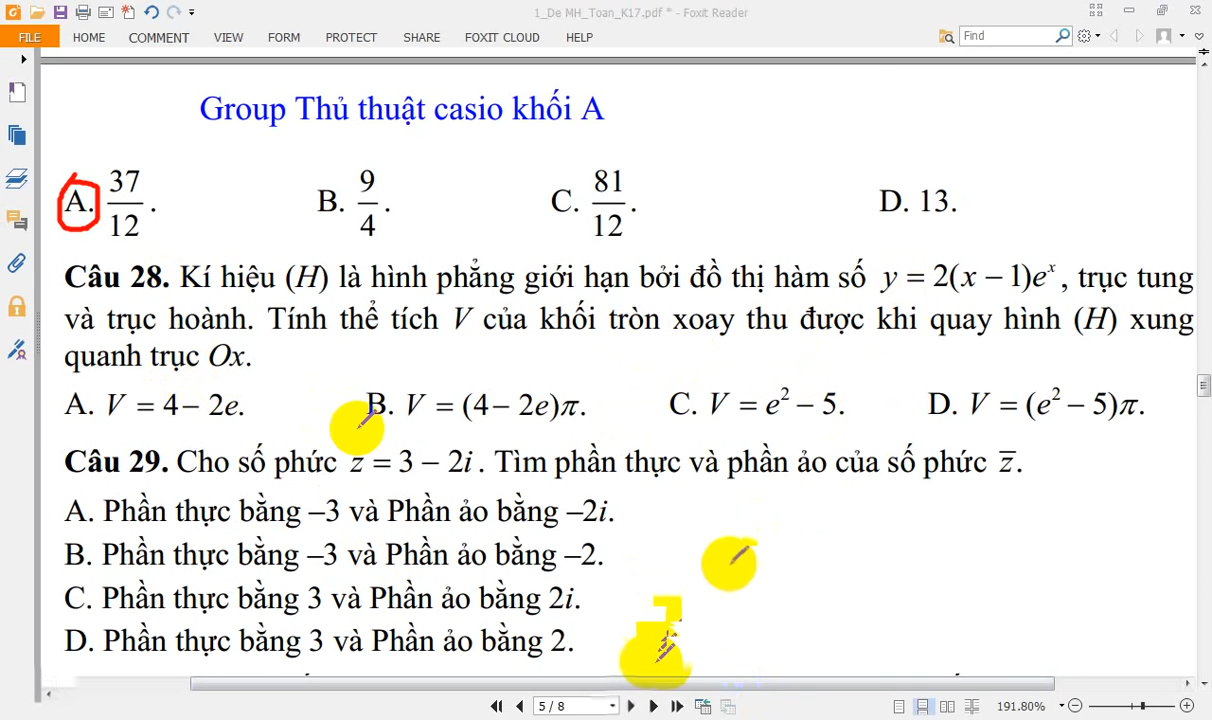 1_De MH_Toan_K17.pdf * - Foxit Reader
FILE HOME COMMENT VIEW FORM PROTECT SHARE FOXIT CLOUD HELP Find
Group Thủ thuật casio khối A
A. 37/12 . B. 9/4 . C. 81/12 . D. 13.
Câu 28. Kí hiệu (H) là hình phẳng giới hạn bởi đồ thị hàm số y = 2(x − 1)eˣ, trục tung
và trục hoành. Tính thể tích V của khối tròn xoay thu được khi quay hình (H) xung
quanh trục Ox.
A. V = 4 − 2e. B. V = (4 − 2e)π. C. V = e² − 5. D. V = (e² − 5)π.
Câu 29. Cho số phức z = 3 − 2i. Tìm phần thực và phần ảo của số phức z̅.
A. Phần thực bằng –3 và Phần ảo bằng –2i.
B. Phần thực bằng –3 và Phần ảo bằng –2.
C. Phần thực bằng 3 và Phần ảo bằng 2i.
D. Phần thực bằng 3 và Phần ảo bằng 2.
5 / 8 191.80%